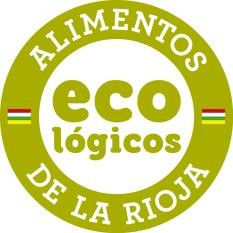 ALIMENTOS
eco
lógicos
DE LA RIOJA